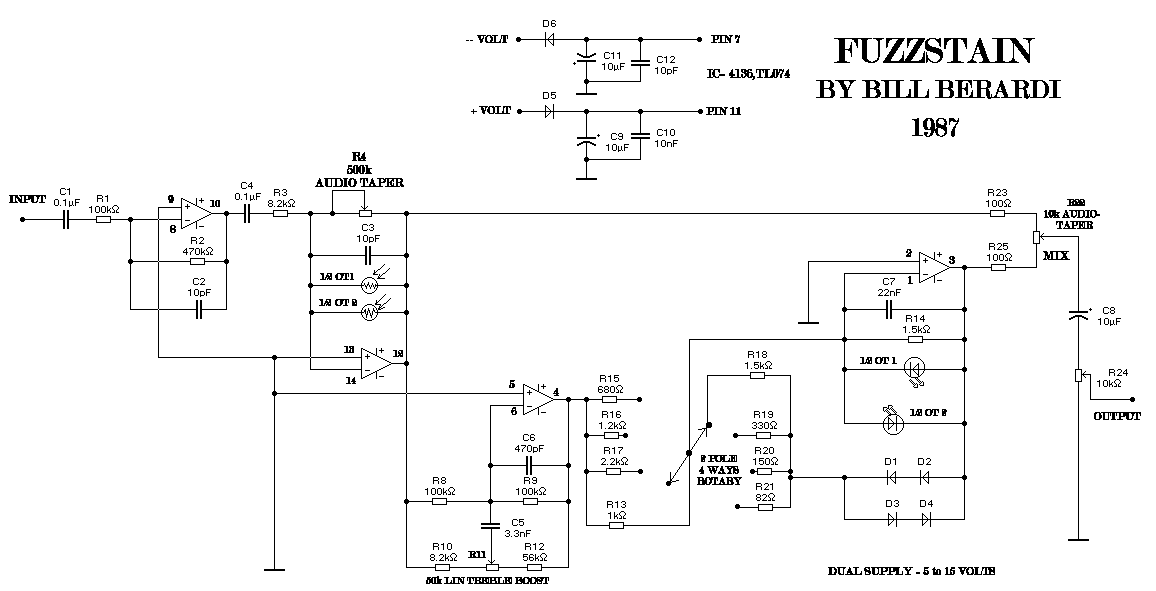 D6
-- VOLT
PIN 7
C11
10µF
C12
10pF
IC- 4136,TL074
D5
+ VOLT
PIN 11
C9
10µF
C10
10nF
FUZZSTAIN
BY BILL BERARDI
1987
R4
500k
AUDIO TAPER
INPUT
C1
0.1µF
R1
100kΩ
9
8
10
C4
0.1µF
R3
8.2kΩ
R2
470kΩ
C2
10pF
C3
10pF
1/2 OT1
1/2 OT 2
13
14
12
R23
100Ω
10k AUDIO-
TAPER
MIX
R25
100Ω
2
1
3
C7
22nF
R14
1.5kΩ
1/2 OT 1
1/2 OT 2
C8
10µF
R24
10kΩ
OUTPUT
5
6
4
R15
680Ω
R16
1.2kΩ
R17
2.2kΩ
R13
1kΩ
C6
470pF
R8
100kΩ
R9
100kΩ
C5
3.3nF
R10
8.2kΩ
R11
R12
56kΩ
50k LIN TREBLE BOOST
R18
1.5kΩ
R19
330Ω
R20
150Ω
R21
82Ω
2 POLE
4 WAYS
ROTARY
D1
D2
D3
D4
DUAL SUPPLY - 5 to 15 VOLTS